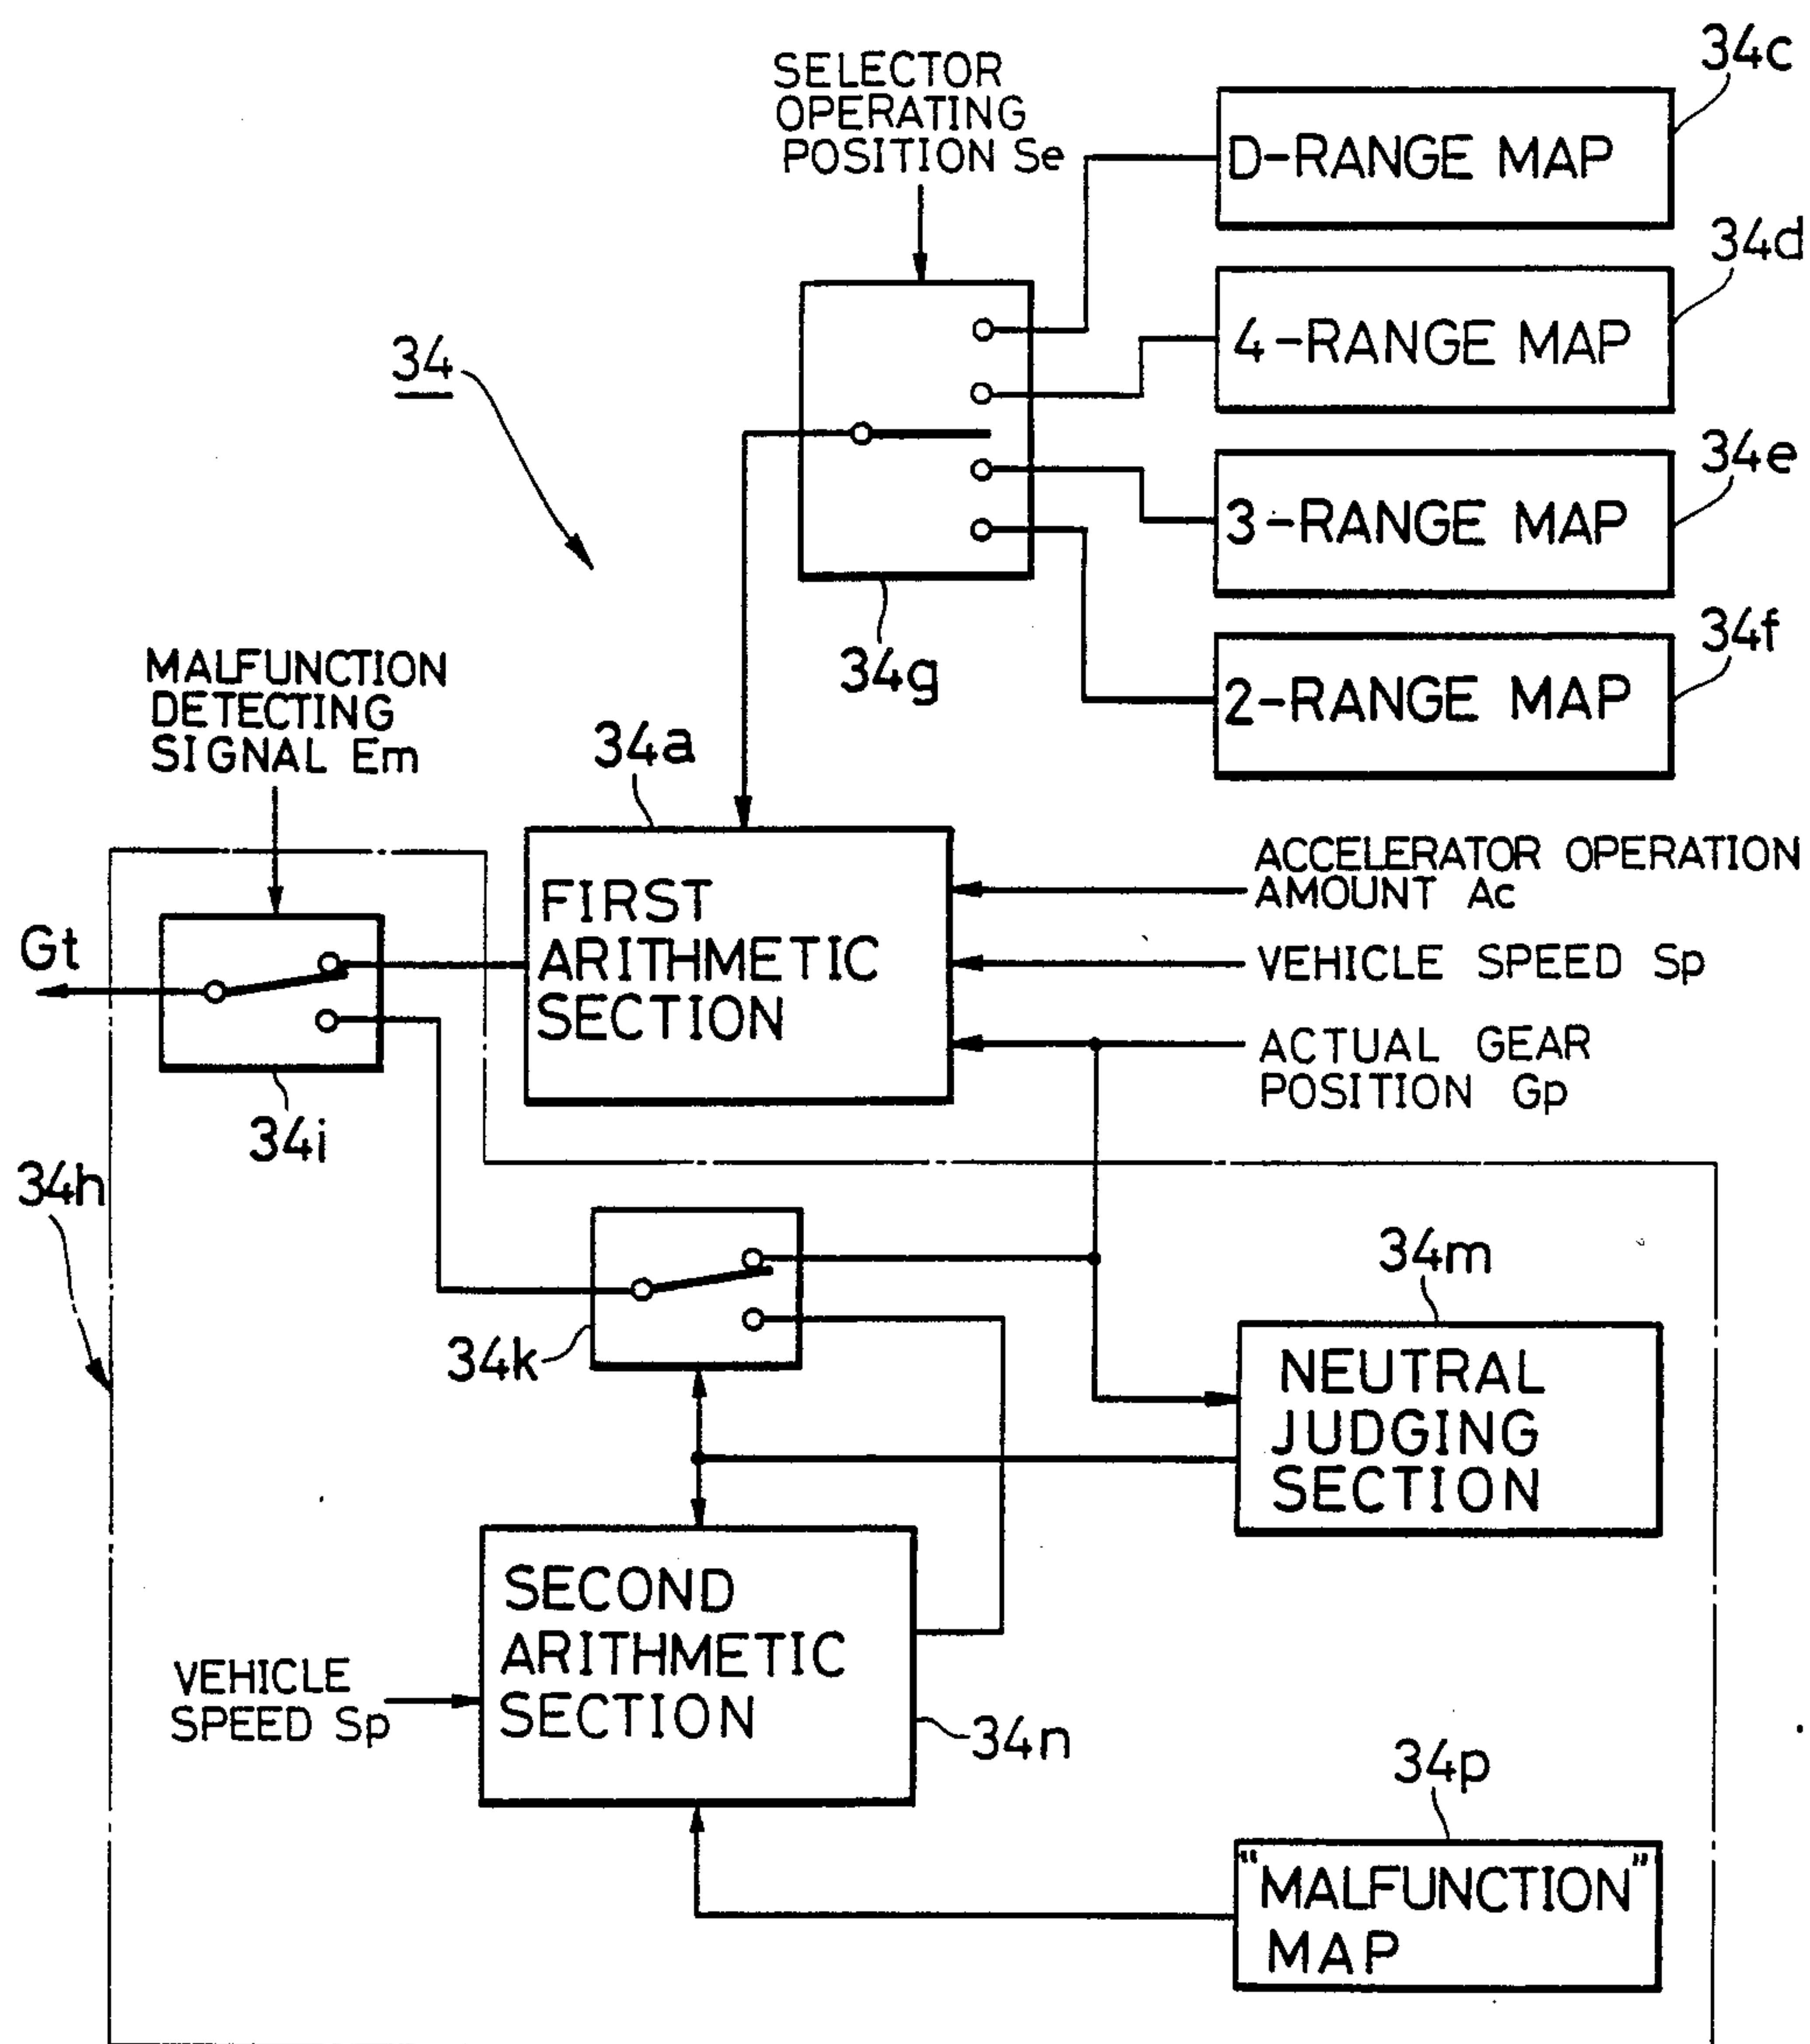 34c
SELECTOR
OPERATING
POSITION Se
D-RANGE MAP
34d
4-RANGE MAP
34
34e
3-RANGE MAP
34f
34g
2-RANGE MAP
MALFUNCTION
DETECTING
SIGNAL Em
34a
ACCELERATOR OPERATION
AMOUNT Ac
FIRST
ARITHMETIC
SECTION
Gt
VEHICLE SPEED Sp
ACTUAL GEAR
POSITION Gp
34i
34h
34m
34k
NEUTRAL
JUDGING
SECTION
SECOND
ARITHMETIC
SECTION
VEHICLE
SPEED Sp
34n
34p
"MALFUNCTION"
MAP